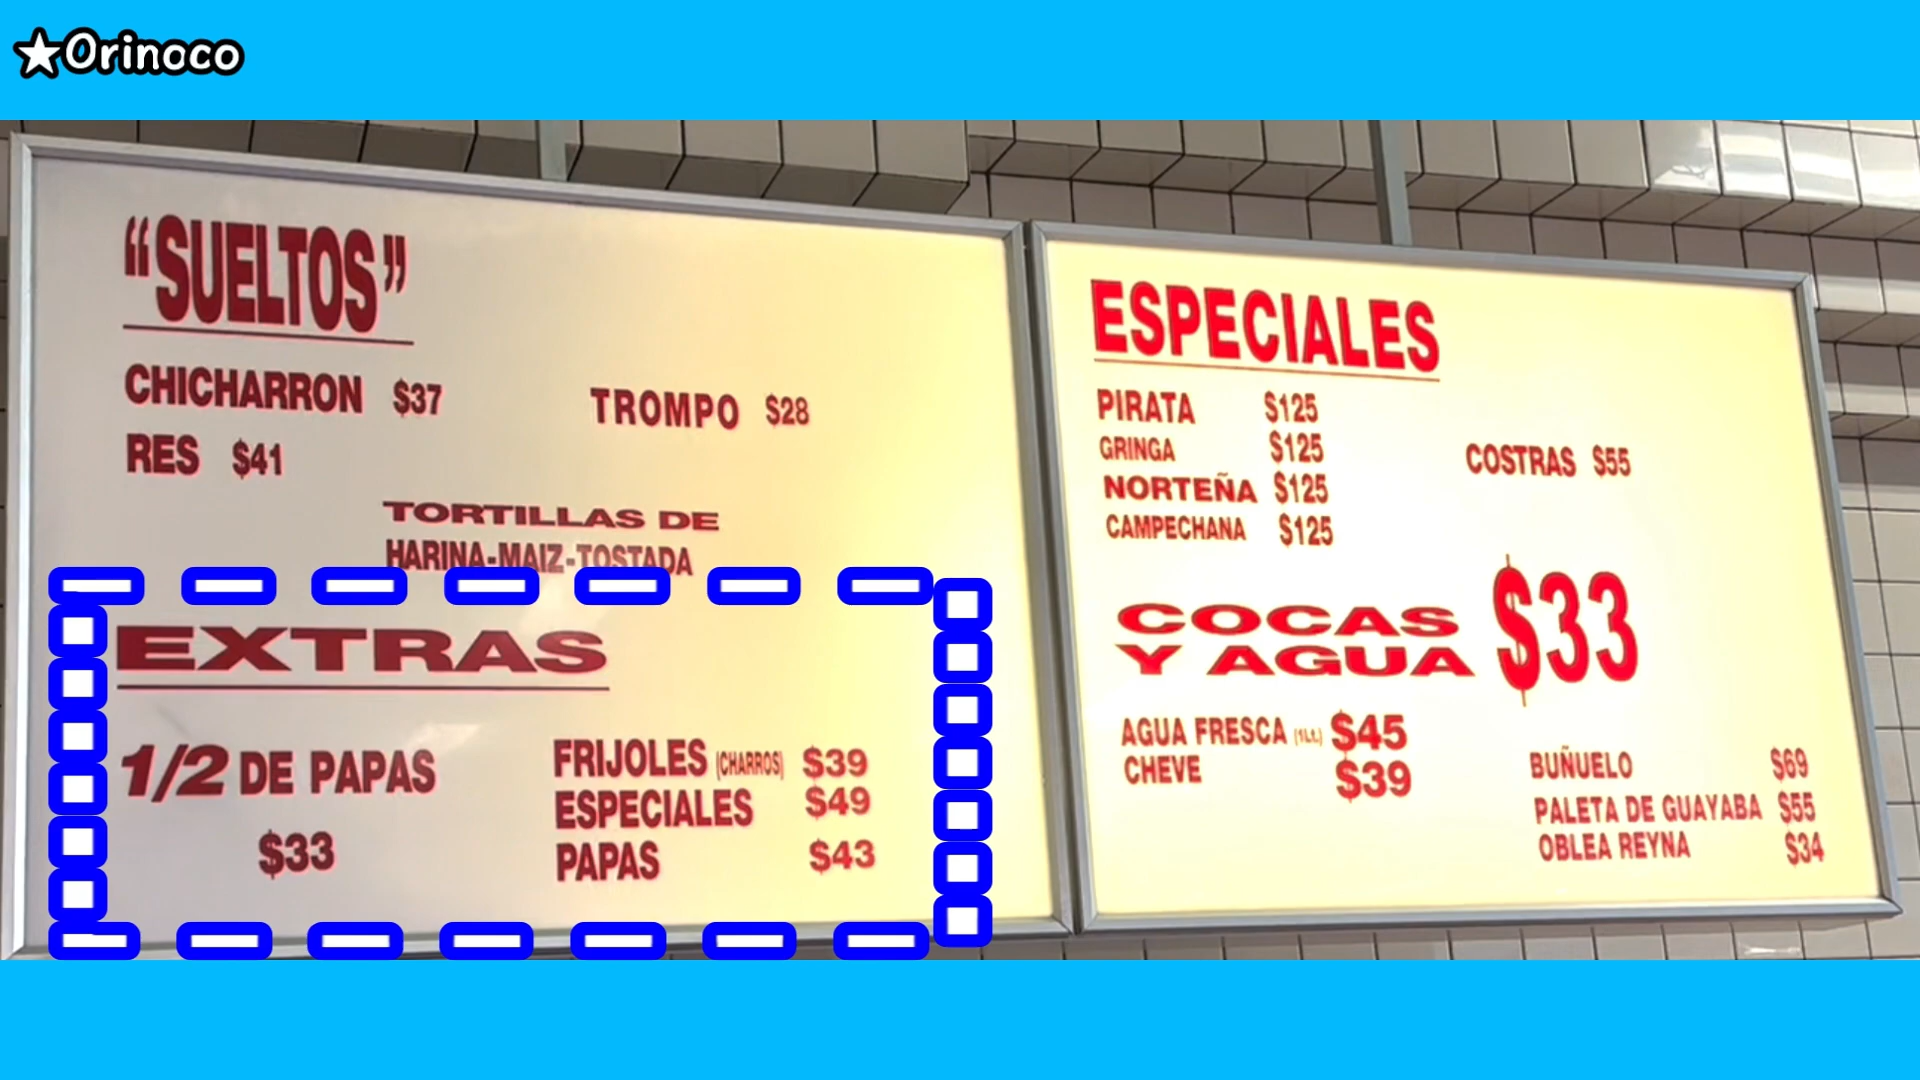 ★Orinoco
"SUELTOS"
CHICHARRON $37
TROMPO $28
RES $41
TORTILLAS DE
HARINA-MAIZ-TOSTADA
EXTRAS
1/2 DE PAPAS
$33
FRIJOLES (CHARROS) $39
ESPECIALES $49
PAPAS $43
ESPECIALES
PIRATA $125
GRINGA $125
NORTEÑA $125
CAMPECHANA $125
COSTRAS $55
COCAS
Y AGUA $33
AGUA FRESCA (1Lt.) $45
CHEVE $39
BUÑUELO $69
PALETA DE GUAYABA $55
OBLEA REYNA $34